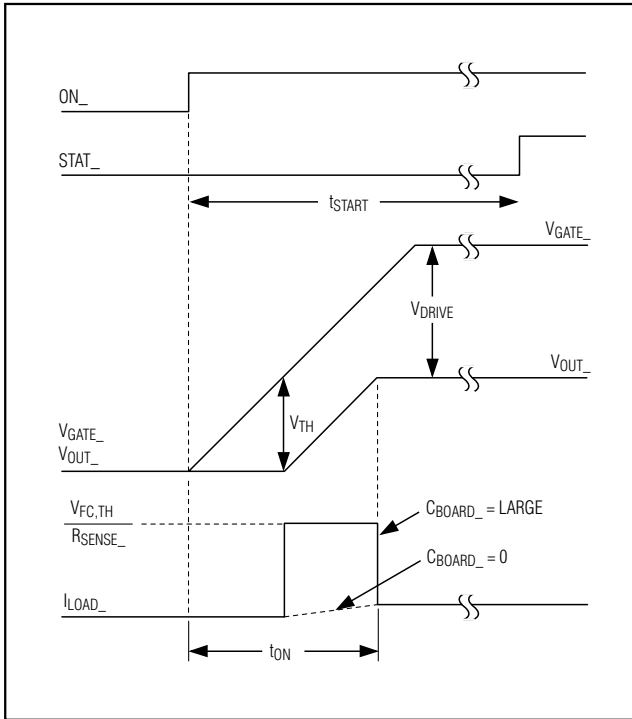 ON_
STAT_
tSTART
VGATE_
VDRIVE
VOUT_
VTH
VGATE_
VOUT_
VFC,TH
RSENSE_
CBOARD_ = LARGE
CBOARD_ = 0
ILOAD_
tON